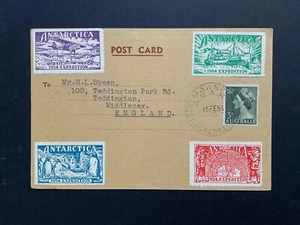 ANTARCTICA
1954 EXPEDITION
POST CARD
ANTARCTICA
1954 EXPEDITION
To
Mr. H.L. Skeen,
108, Teddington Park Rd.
Teddington,
Middlesex.
ENGLAND.
AUSTRALIA
ANTARCTICA
1954 EXPEDITION
ANTARCTICA
1954 EXPEDITION